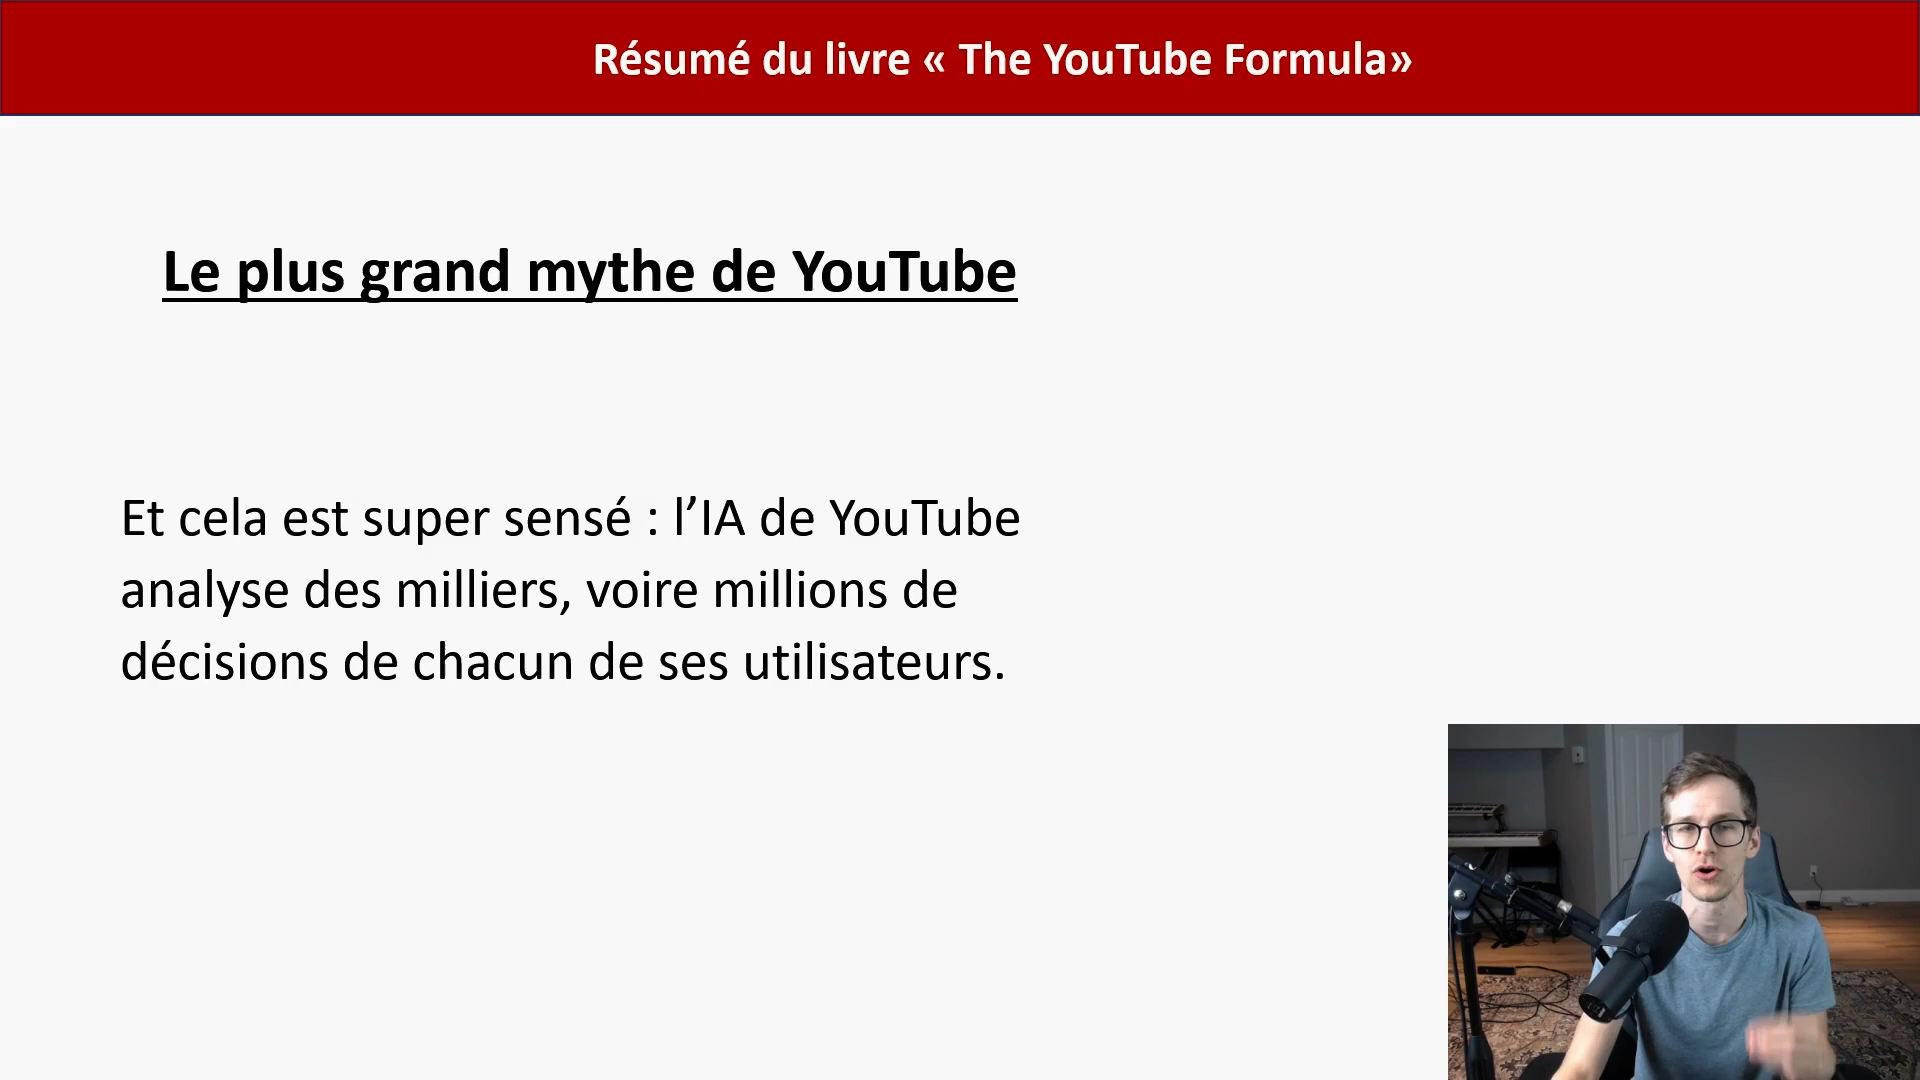 Résumé du livre « The YouTube Formula»
Le plus grand mythe de YouTube
Et cela est super sensé : l’IA de YouTube
analyse des milliers, voire millions de
décisions de chacun de ses utilisateurs.